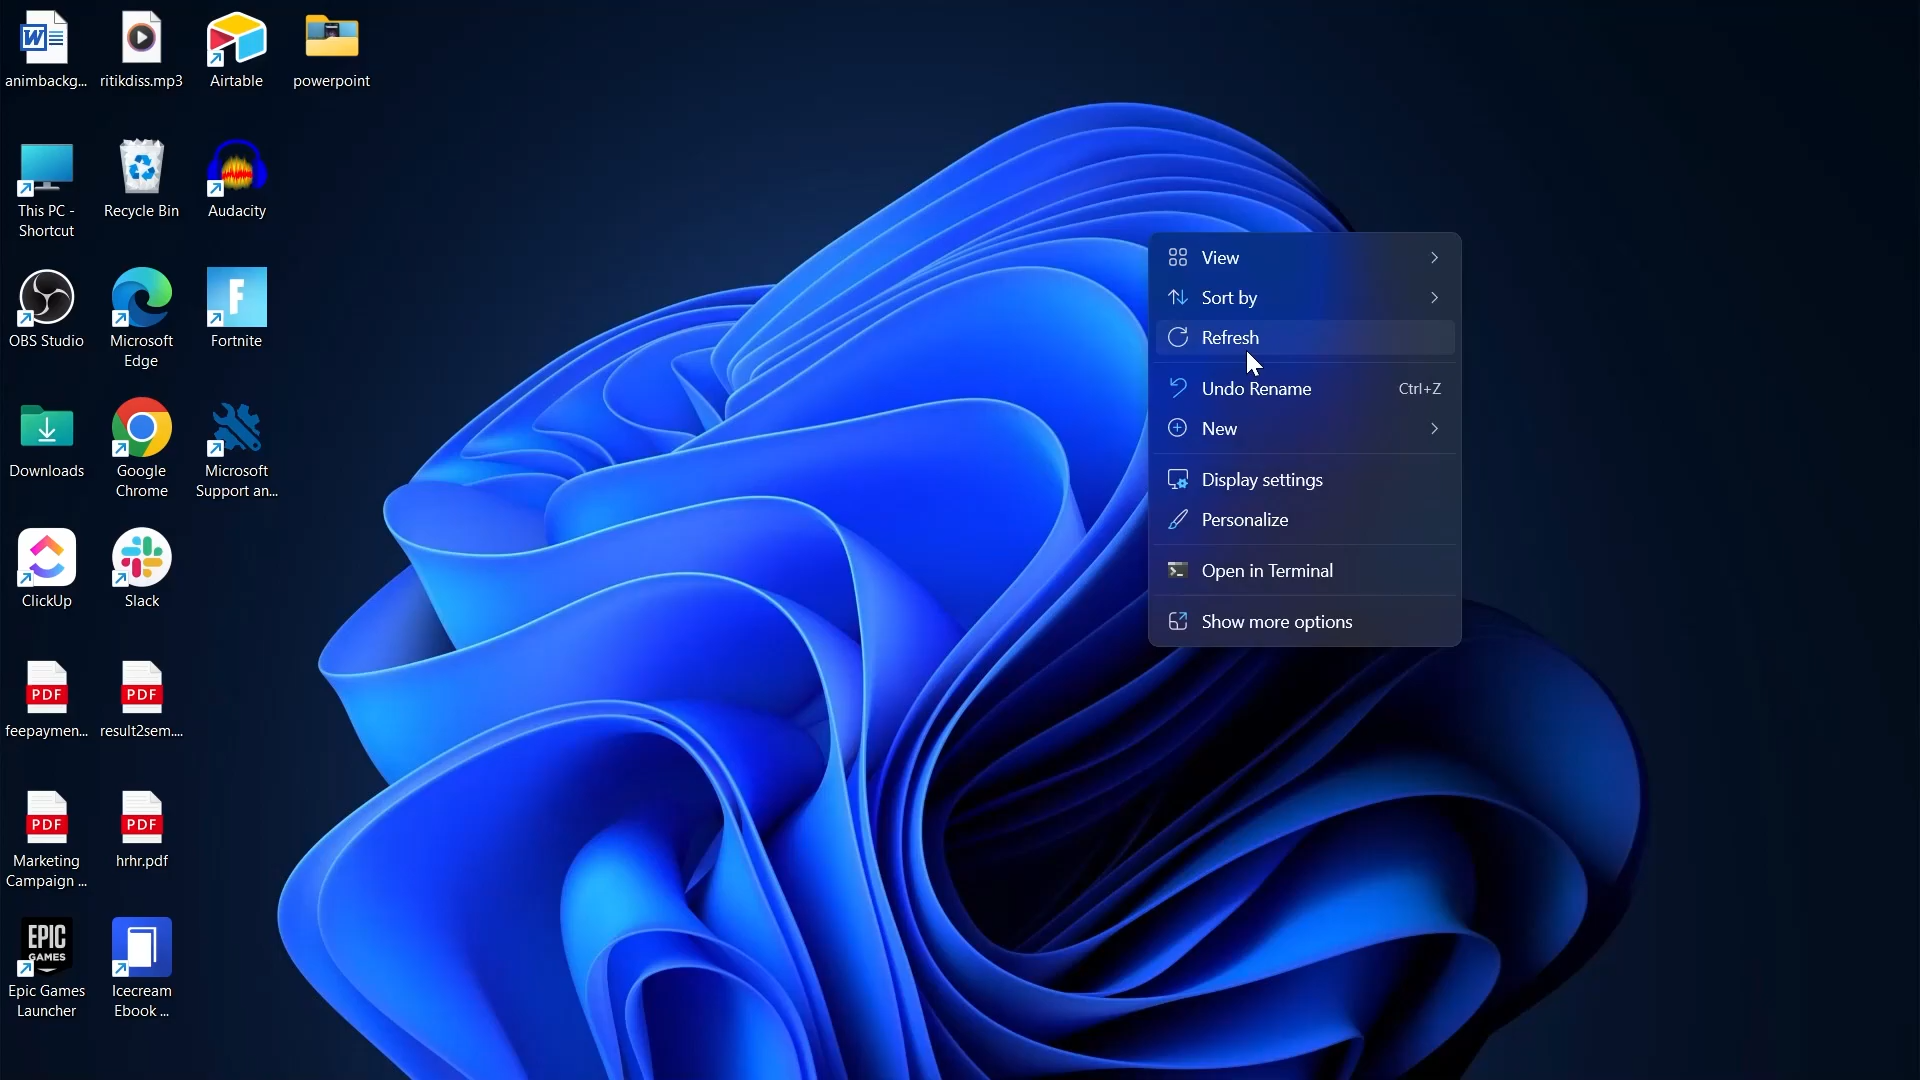 animbackg...
ritikdiss.mp3
Airtable
powerpoint
This PC -
Shortcut
Recycle Bin
Audacity
OBS Studio
Microsoft
Edge
F
Fortnite
Downloads
Google
Chrome
Microsoft
Support an...
ClickUp
Slack
PDF
feepaymen...
PDF
result2sem....
PDF
Marketing
Campaign ...
PDF
hrhr.pdf
EPIC
GAMES
Epic Games
Launcher
Icecream
Ebook ...
View
Sort by
Refresh
Undo Rename Ctrl+Z
New
Display settings
Personalize
Open in Terminal
Show more options